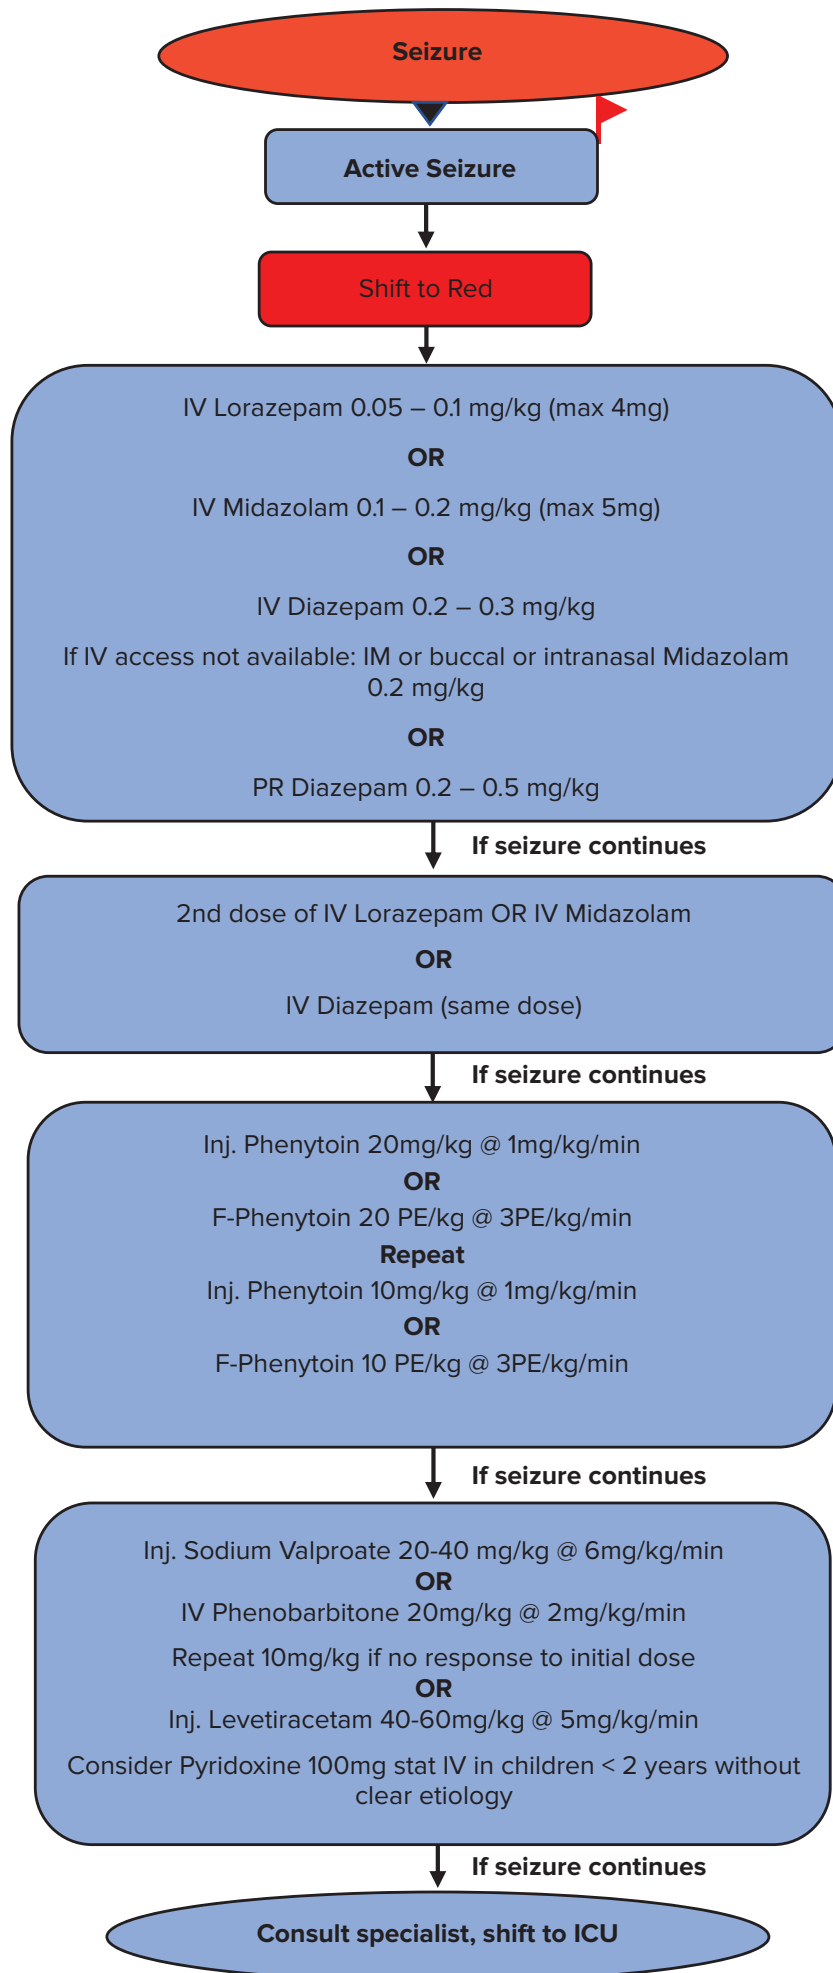 Seizure
Active Seizure
Shift to Red
IV Lorazepam 0.05 – 0.1 mg/kg (max 4mg)
OR
IV Midazolam 0.1 – 0.2 mg/kg (max 5mg)
OR
IV Diazepam 0.2 – 0.3 mg/kg
If IV access not available: IM or buccal or intranasal Midazolam
0.2 mg/kg
OR
PR Diazepam 0.2 – 0.5 mg/kg
If seizure continues
2nd dose of IV Lorazepam OR IV Midazolam
OR
IV Diazepam (same dose)
If seizure continues
Inj. Phenytoin 20mg/kg @ 1mg/kg/min
OR
F-Phenytoin 20 PE/kg @ 3PE/kg/min
Repeat
Inj. Phenytoin 10mg/kg @ 1mg/kg/min
OR
F-Phenytoin 10 PE/kg @ 3PE/kg/min
If seizure continues
Inj. Sodium Valproate 20-40 mg/kg @ 6mg/kg/min
OR
IV Phenobarbitone 20mg/kg @ 2mg/kg/min
Repeat 10mg/kg if no response to initial dose
OR
Inj. Levetiracetam 40-60mg/kg @ 5mg/kg/min
Consider Pyridoxine 100mg stat IV in children < 2 years without
clear etiology
If seizure continues
Consult specialist, shift to ICU